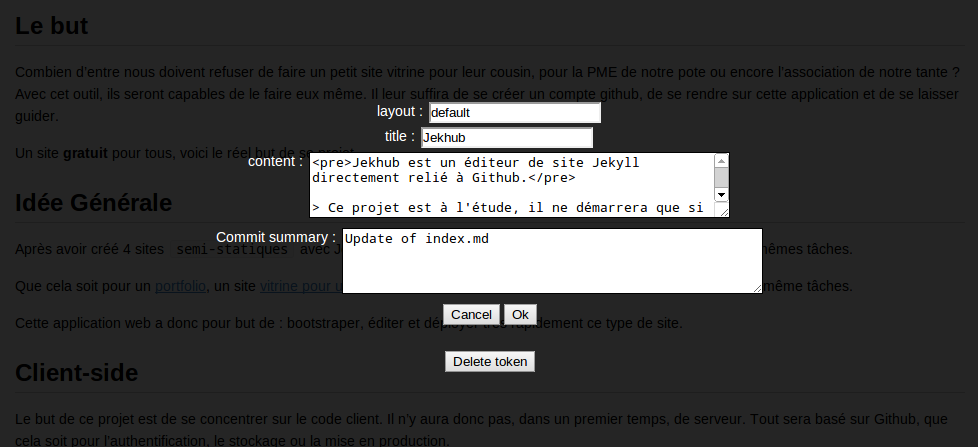 Le but
Combien d'entre nous doivent refuser de faire un petit site vitrine pour leur cousin, pour la PME de notre pote ou encore l'association de notre tante ?
Avec cet outil, ils seront capables de le faire eux même. Il leur suffira de se créer un compte github, de se rendre sur cette application et de se laisser
guider.
layout : default
title : Jekhub
Un site gratuit pour tous, voici le réel but de se projet.
content : <pre>Jekhub est un éditeur de site Jekyll
directement relié à Github.</pre>
> Ce projet est à l'étude, il ne démarrera que si
Idée Générale
Commit summary : Update of index.md
Après avoir créé 4 sites semi-statiques avec mêmes tâches.
Que cela soit pour un portfolio, un site vitrine pour même tâches.
Cancel Ok
Cette application web a donc pour but de : bootstraper, éditer et déployer très rapidement ce type de site.
Delete token
Client-side
Le but de ce projet est de se concentrer sur le code client. Il n'y aura donc pas, dans un premier temps, de serveur. Tout sera basé sur Github, que
cela soit pour l'authentification, le stockage ou la mise en production.